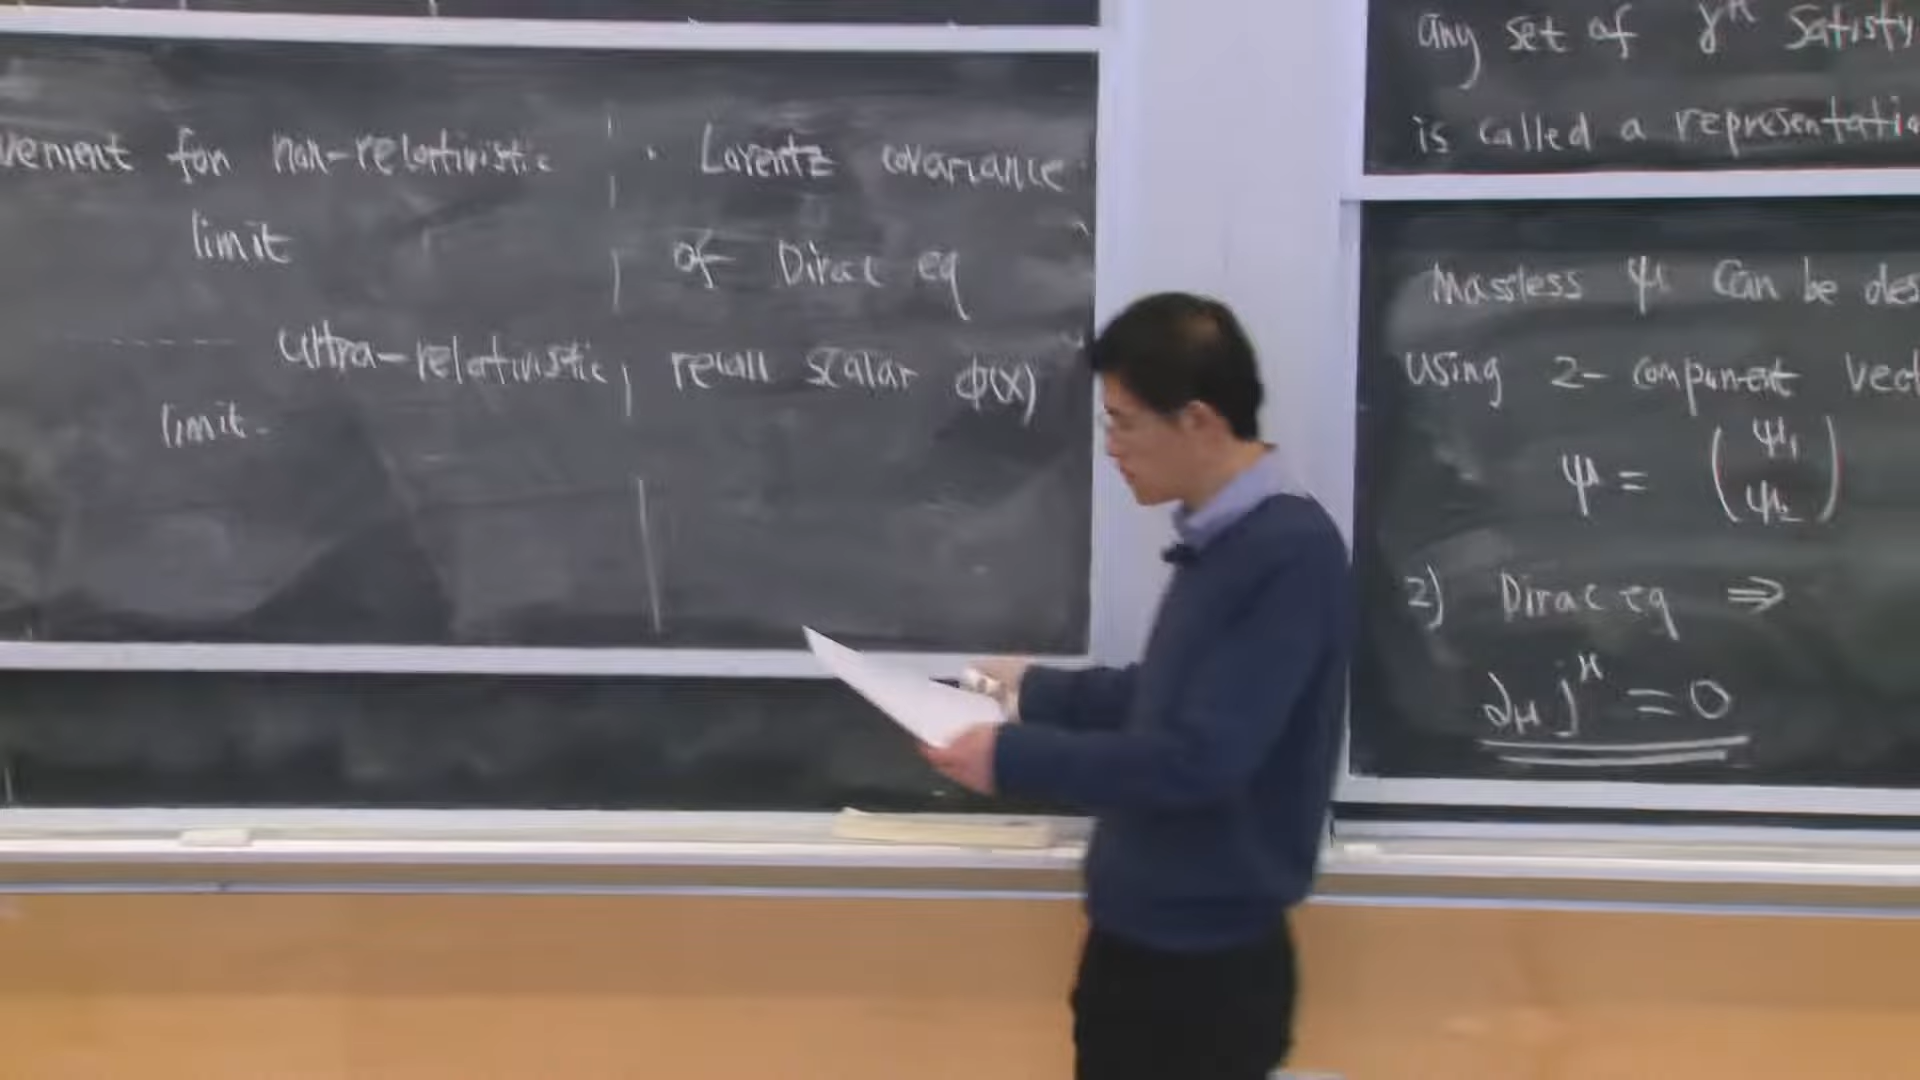 for non-relativistic
limit
ultra-relativistic
limit.
· Lorentz covariance
of Dirac eq
recall scalar ϕ(x)
any set of γ^μ Satisfy
is called a representatio
Massless ψ Can be des
using 2-component vect
ψ = (ψ₁ ψ₂)
2) Dirac eq ⇒
∂_μ j^μ = 0